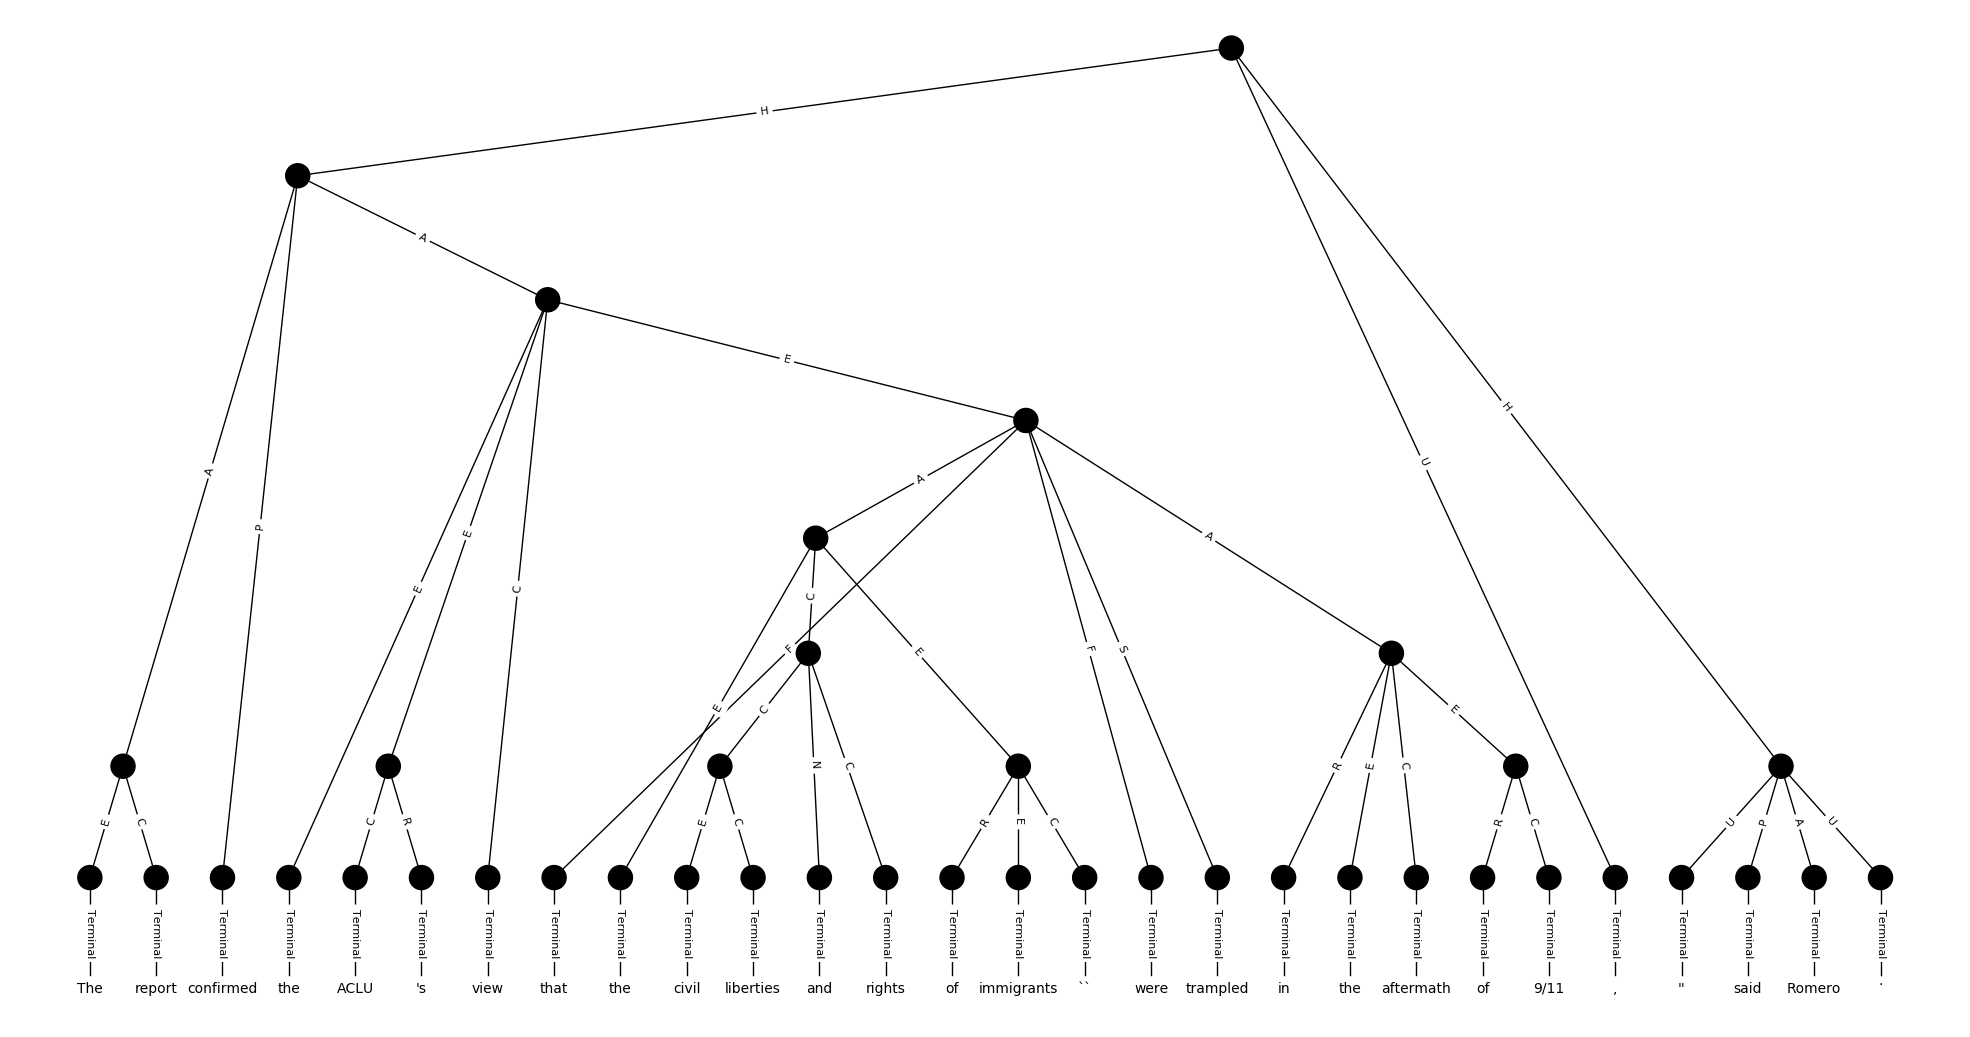 H
A
E
A
A
U
H
A
P
E
E
C
C
F
E
F
S
E
C
N
C
R
E
C
E
E
C
C
R
E
C
R
E
C
R
C
U
P
A
U
Terminal Terminal Terminal Terminal Terminal Terminal Terminal Terminal Terminal Terminal Terminal Terminal Terminal Terminal Terminal Terminal Terminal Terminal Terminal Terminal Terminal Terminal Terminal Terminal Terminal Terminal Terminal Terminal
The report confirmed the ACLU 's view that the civil liberties and rights of immigrants `` were trampled in the aftermath of 9/11 , " said Romero .